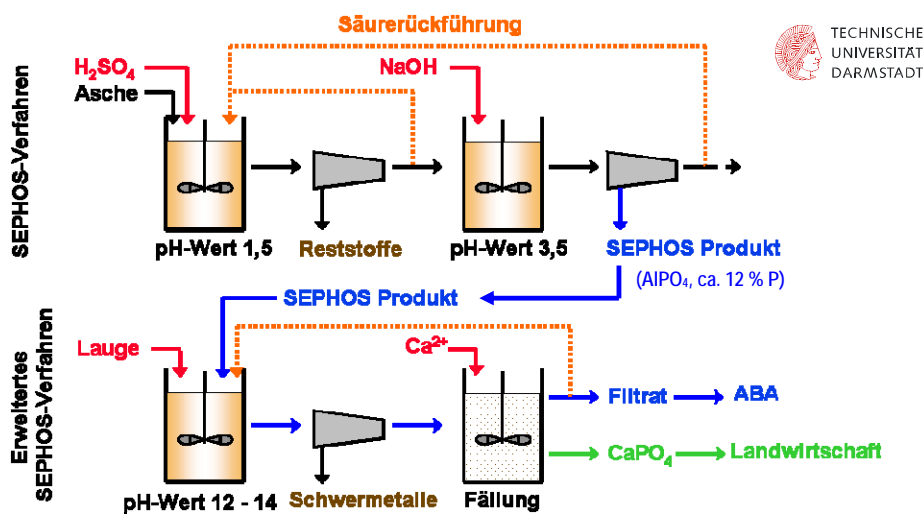 Säurerückführung
TECHNISCHE
UNIVERSITÄT
DARMSTADT
H₂SO₄
Asche
NaOH
SEPHOS-Verfahren
pH-Wert 1,5
Reststoffe
pH-Wert 3,5
SEPHOS Produkt
(AlPO₄, ca. 12 % P)
SEPHOS Produkt
Erweitertes
SEPHOS-Verfahren
Lauge
Ca²⁺
Filtrat
ABA
CaPO₄
Landwirtschaft
pH-Wert 12 - 14
Schwermetalle
Fällung